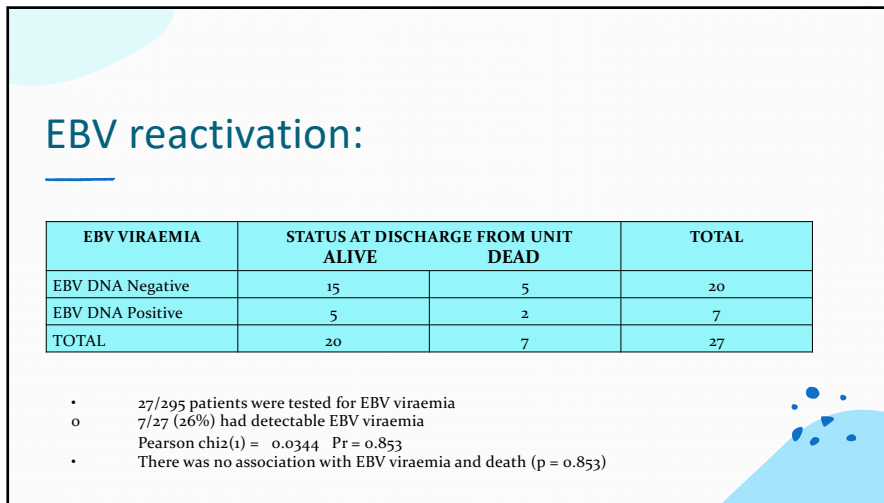 EBV reactivation:
EBV VIRAEMIA STATUS AT DISCHARGE FROM UNIT TOTAL
ALIVE DEAD
EBV DNA Negative 15 5 20
EBV DNA Positive 5 2 7
TOTAL 20 7 27
• 27/295 patients were tested for EBV viraemia
o 7/27 (26%) had detectable EBV viraemia
Pearson chi2(1) = 0.0344 Pr = 0.853
• There was no association with EBV viraemia and death (p = 0.853)